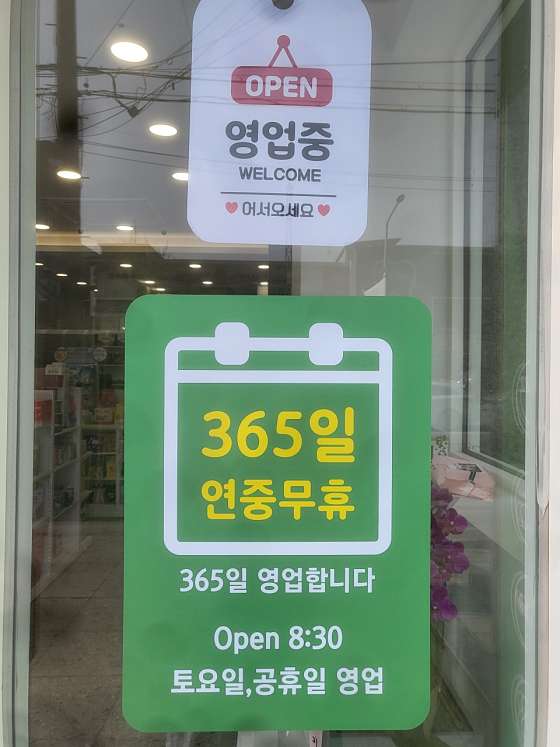 OPEN
영업중
WELCOME
어서오세요
365일
연중무휴
365일 영업합니다
Open 8:30
토요일,공휴일 영업